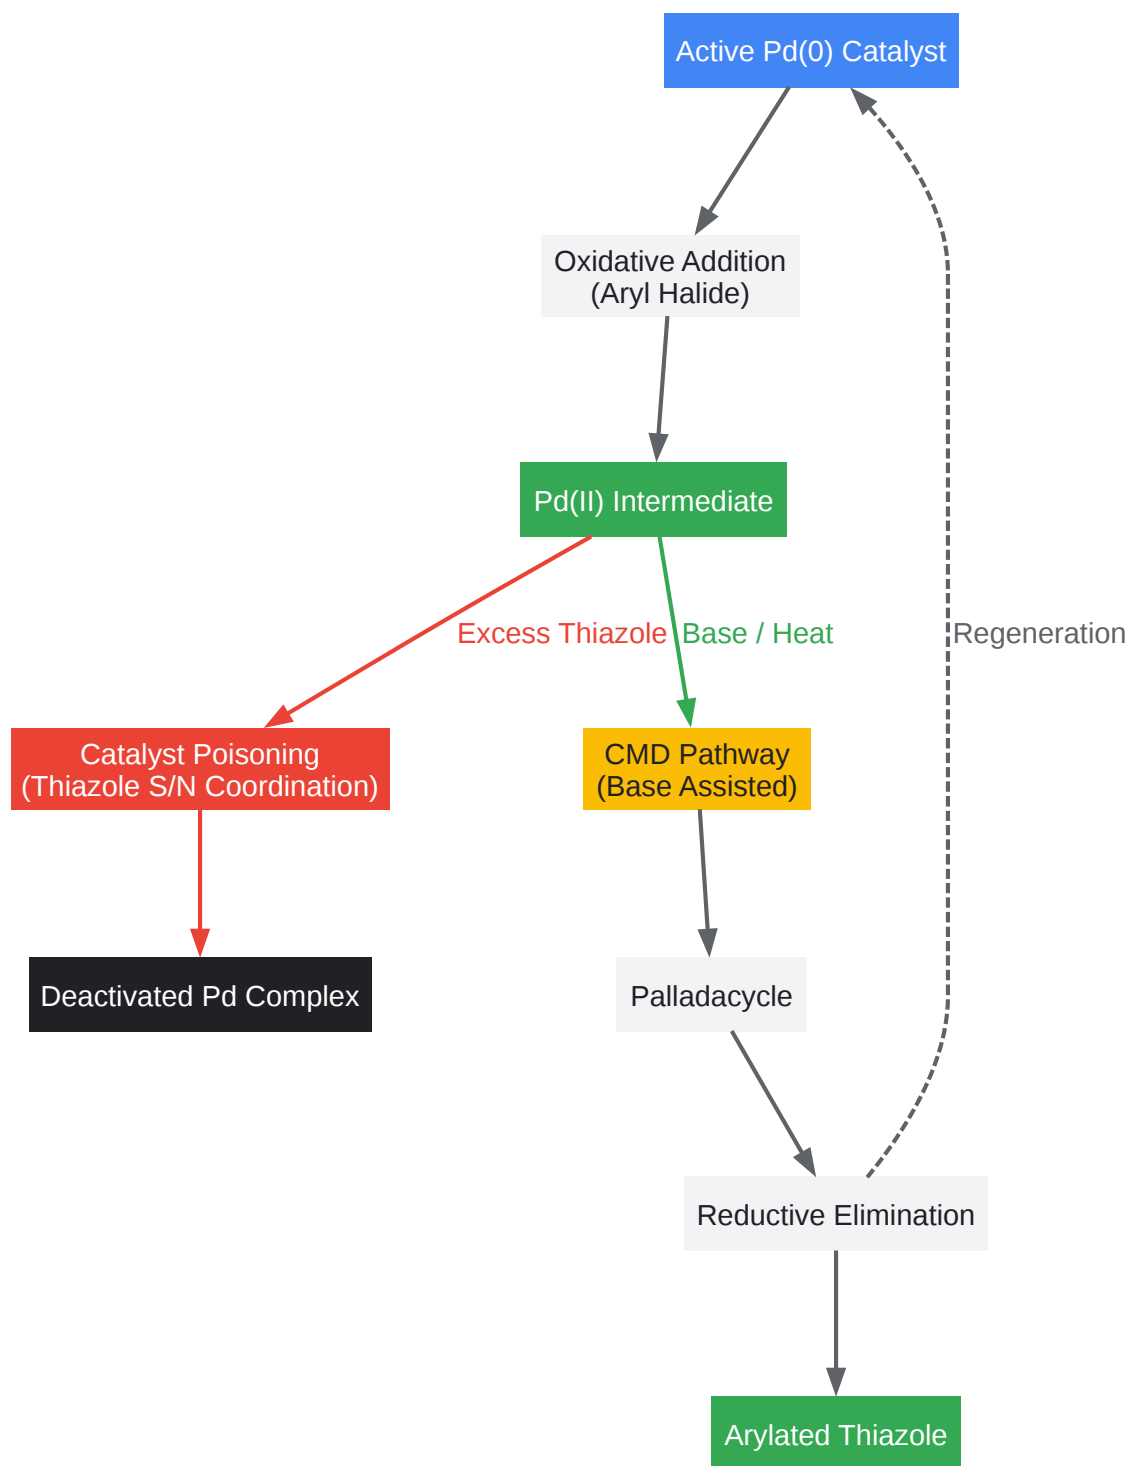 Active Pd(0) Catalyst
Oxidative Addition
(Aryl Halide)
Pd(II) Intermediate
Excess Thiazole
Base / Heat
Regeneration
Catalyst Poisoning
(Thiazole S/N Coordination)
CMD Pathway
(Base Assisted)
Deactivated Pd Complex
Palladacycle
Reductive Elimination
Arylated Thiazole